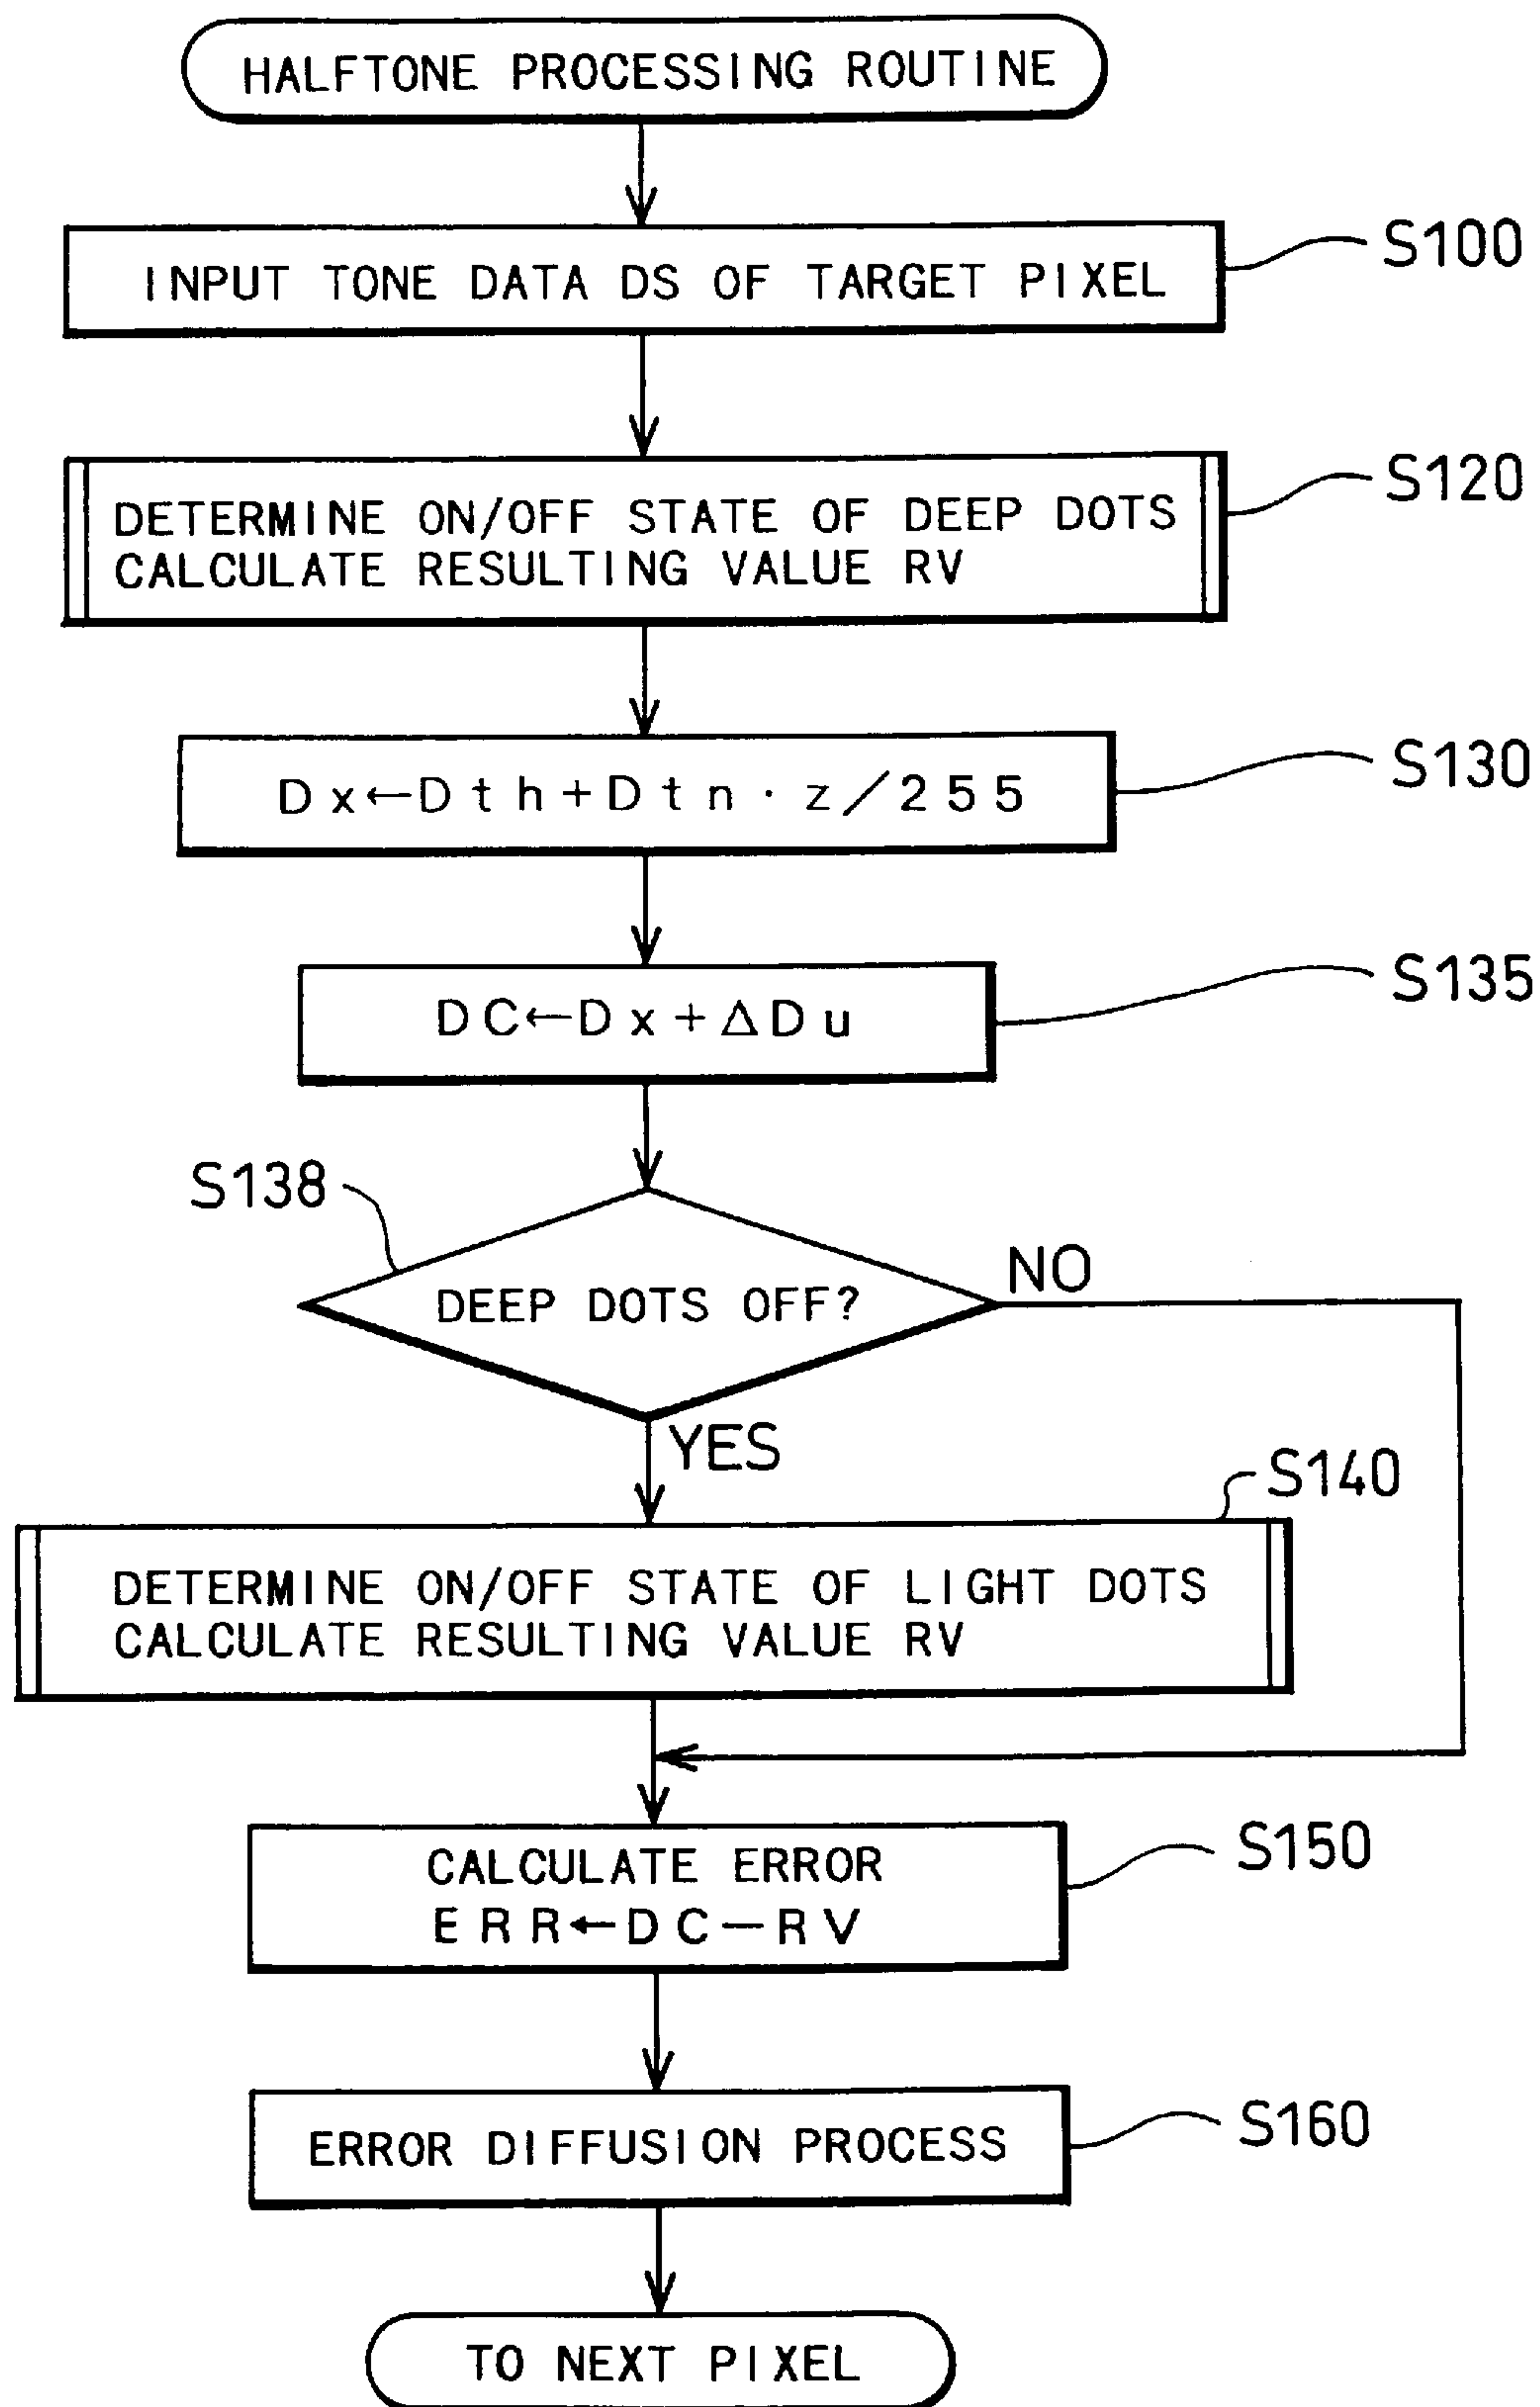 HALFTONE PROCESSING ROUTINE
INPUT TONE DATA DS OF TARGET PIXEL
S100
DETERMINE ON/OFF STATE OF DEEP DOTS
CALCULATE RESULTING VALUE RV
S120
Dx←Dth+Dtn·z/255
S130
DC←Dx+ΔDu
S135
S138
DEEP DOTS OFF?
NO
YES
S140
DETERMINE ON/OFF STATE OF LIGHT DOTS
CALCULATE RESULTING VALUE RV
CALCULATE ERROR
ERR←DC—RV
S150
ERROR DIFFUSION PROCESS
S160
TO NEXT PIXEL